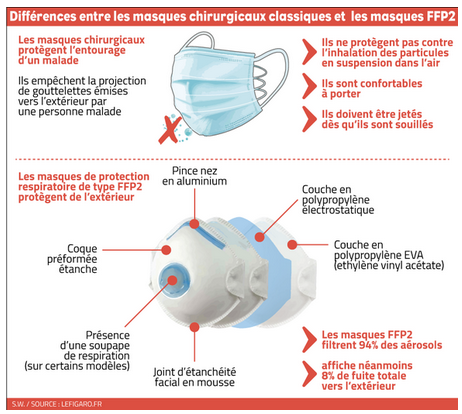 Différences entre les masques chirurgicaux classiques et les masques FFP2
Les masques chirurgicaux
protègent l'entourage
d'un malade
Ils empêchent la projection
de gouttelettes émises
vers l'extérieur par
une personne malade
Ils ne protègent pas contre
l'inhalation des particules
en suspension dans l'air
Ils sont confortables
à porter
Ils doivent être jetés
dès qu'ils sont souillés
Les masques de protection
respiratoire de type FFP2
protègent de l'extérieur
Pince nez
en aluminium
Couche en
polypropylène
électrostatique
Couche en
polypropylène EVA
(ethylène vinyl acétate)
Coque
préformée
étanche
Présence
d'une soupape
de respiration
(sur certains modèles)
Joint d'étanchéité
facial en mousse
Les masques FFP2
filtrent 94% des aérosols
affiche néanmoins
8% de fuite totale
vers l'extérieur
S.W. / SOURCE : LEFIGARO.FR